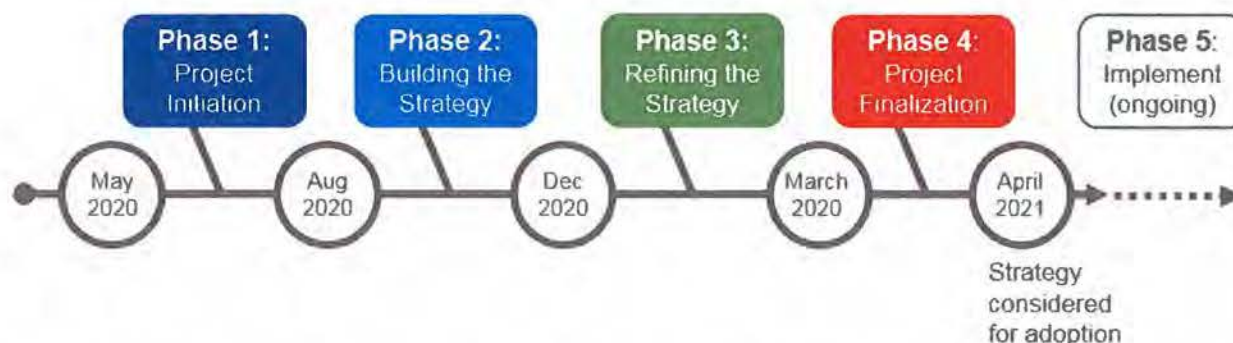 Phase 1:
Project
Initiation
Phase 2:
Building the
Strategy
Phase 3:
Refining the
Strategy
Phase 4:
Project
Finalization
Phase 5:
Implement
(ongoing)
May
2020
Aug
2020
Dec
2020
March
2020
April
2021
Strategy
considered
for adoption